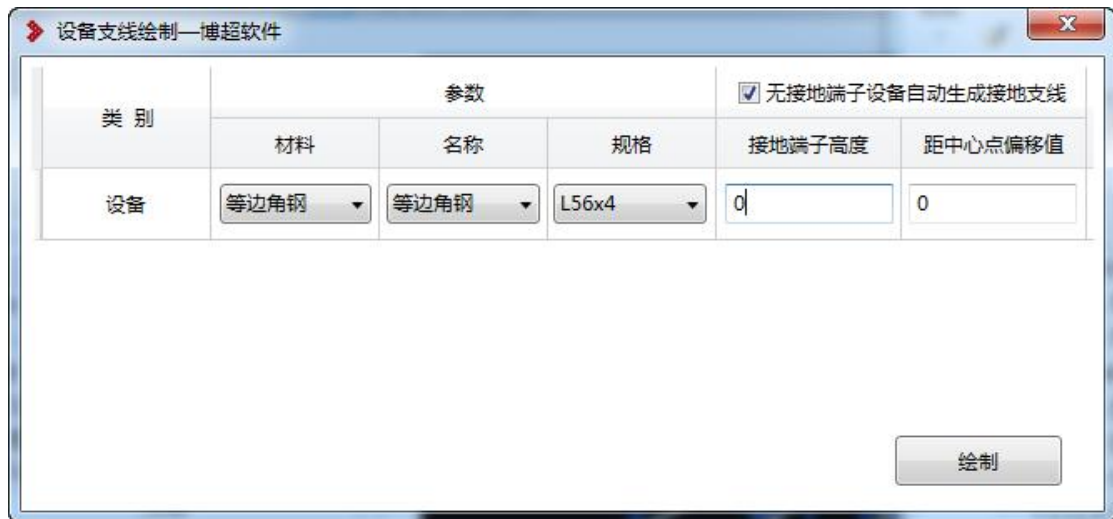 设备支线绘制—博超软件
类 别
参数
无接地端子设备自动生成接地支线
材料 名称 规格 接地端子高度 距中心点偏移值
设备 等边角钢 等边角钢 L56x4 0 0
绘制